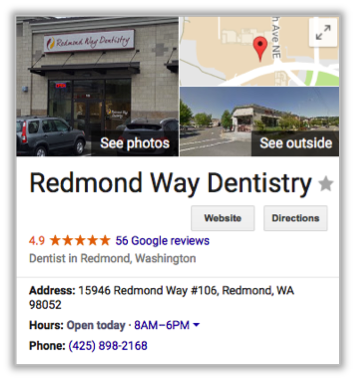 Redmond Way Dentistry
h Ave NE
See photos
See outside
Redmond Way Dentistry
Website
Directions
4.9 56 Google reviews
Dentist in Redmond, Washington
Address: 15946 Redmond Way #106, Redmond, WA
98052
Hours: Open today · 8AM–6PM
Phone: (425) 898-2168